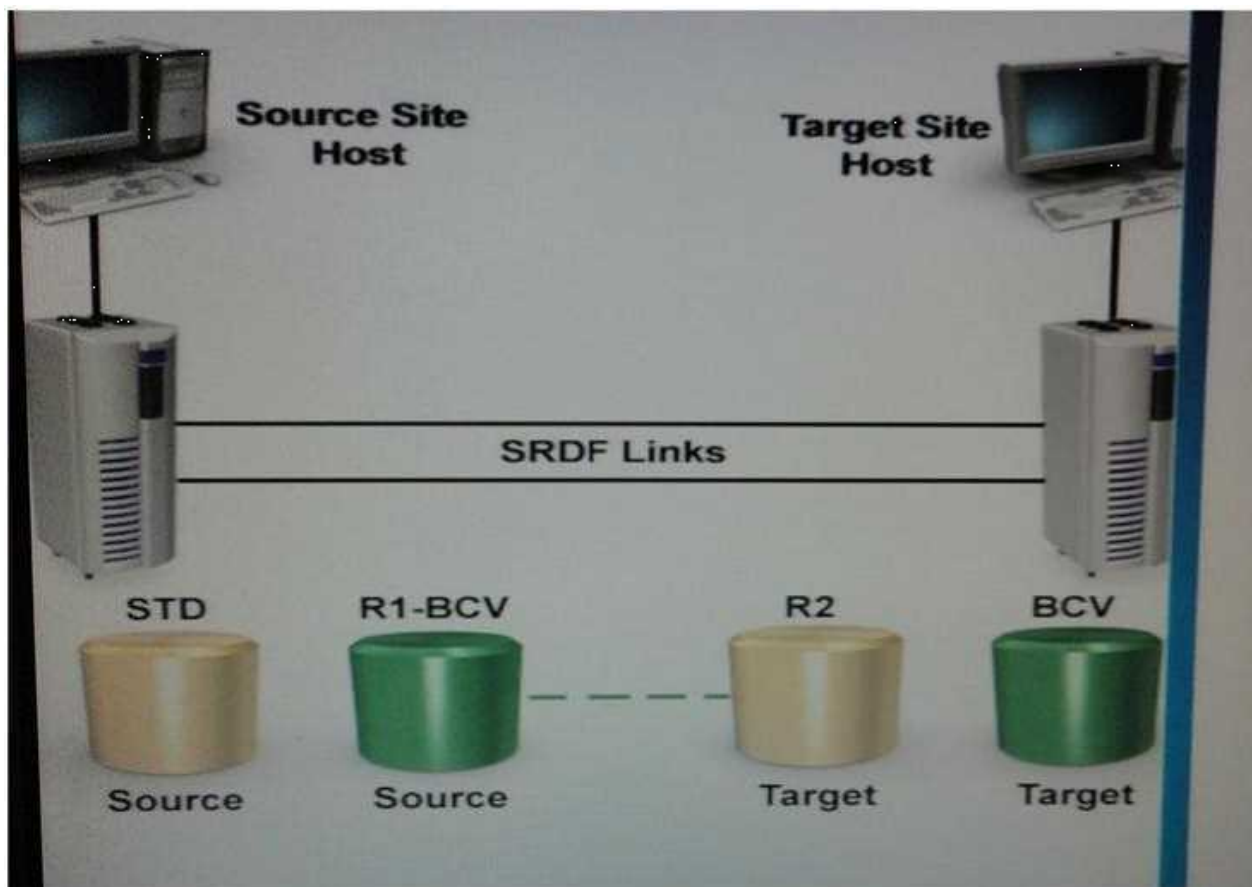 Source Site
Host
Target Site
Host
SRDF Links
STD
R1-BCV
R2
BCV
Source
Source
Target
Target